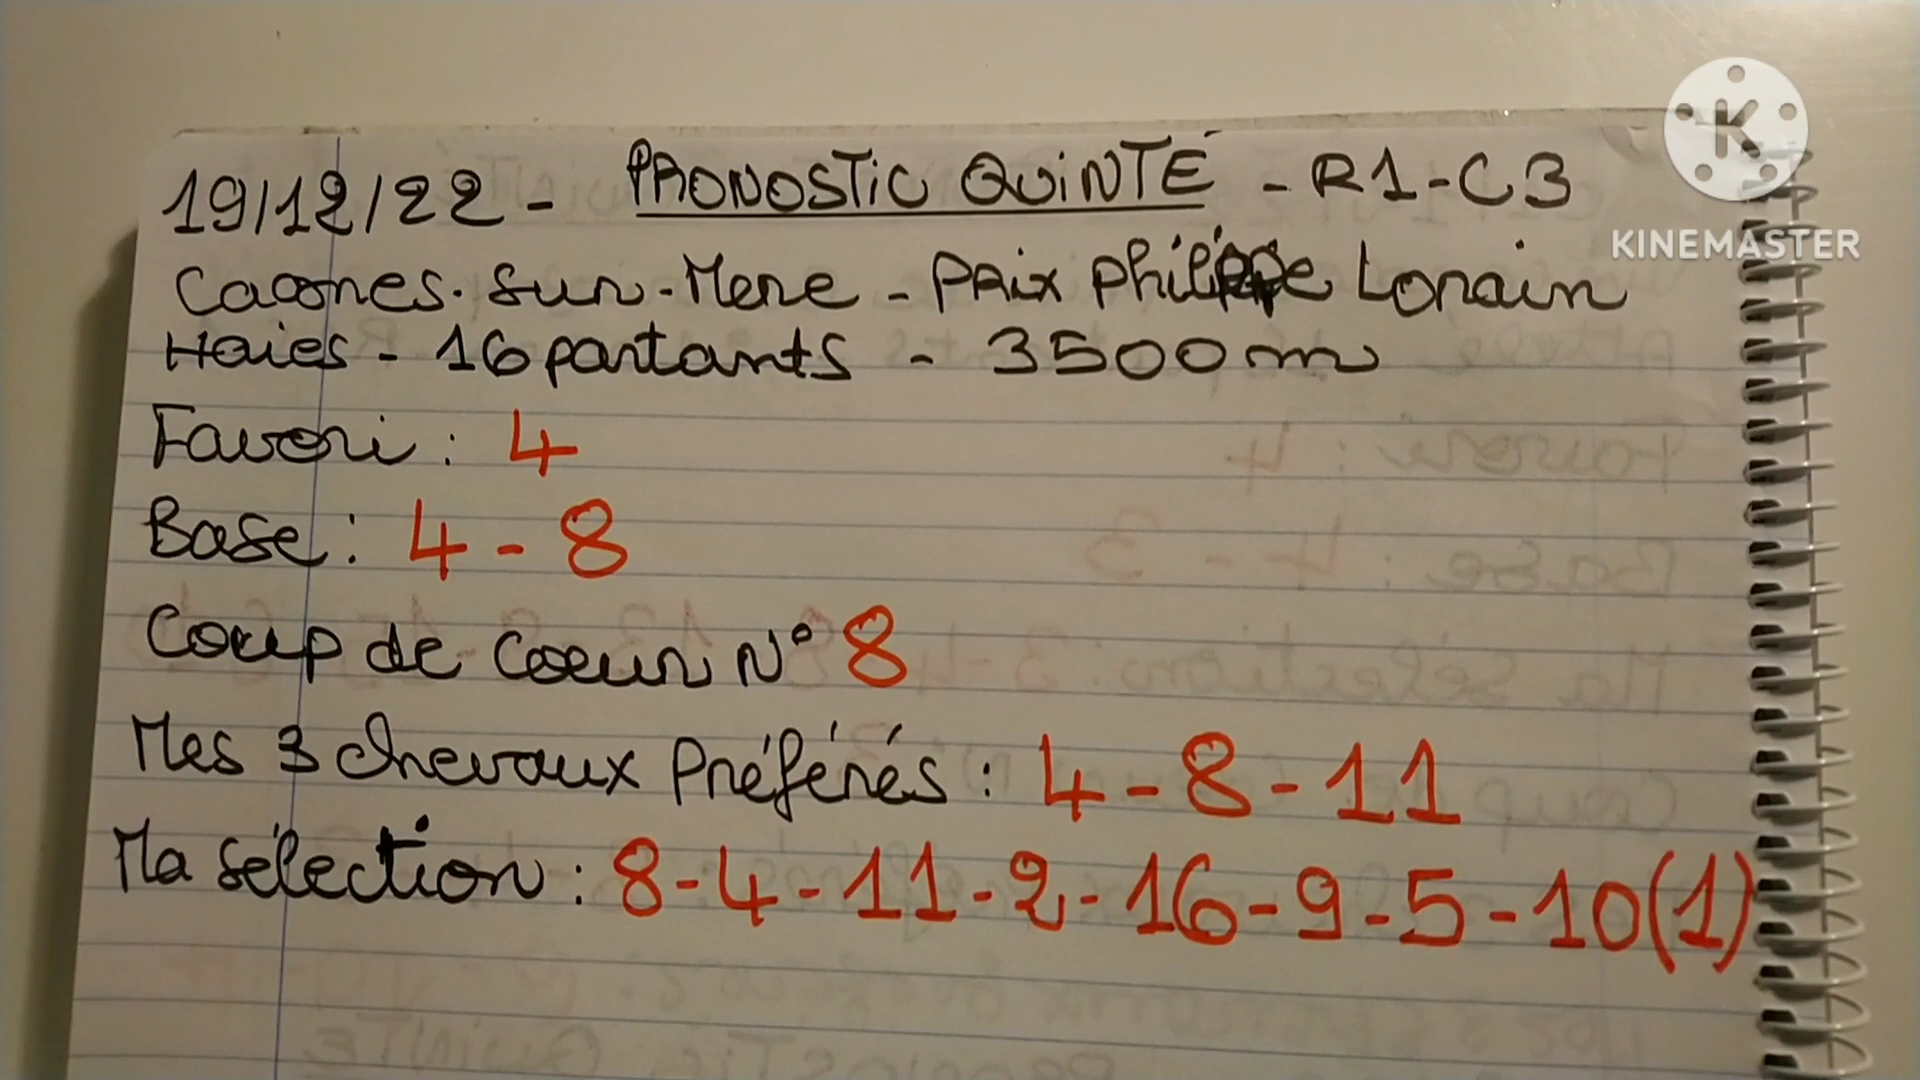 19/12/22 - PRONOSTIC QUINTÉ - R1-C3
Cagnes-sur-Mere - Prix Philippe Lorain
Haies - 16 partants - 3500m
Favori : 4
Base : 4 - 8
Coup de Coeur N° 8
Mes 3 chevaux Préférés : 4 - 8 - 11
Ma sélection : 8 - 4 - 11 - 2 - 16 - 9 - 5 - 10 (1)
KINEMASTER